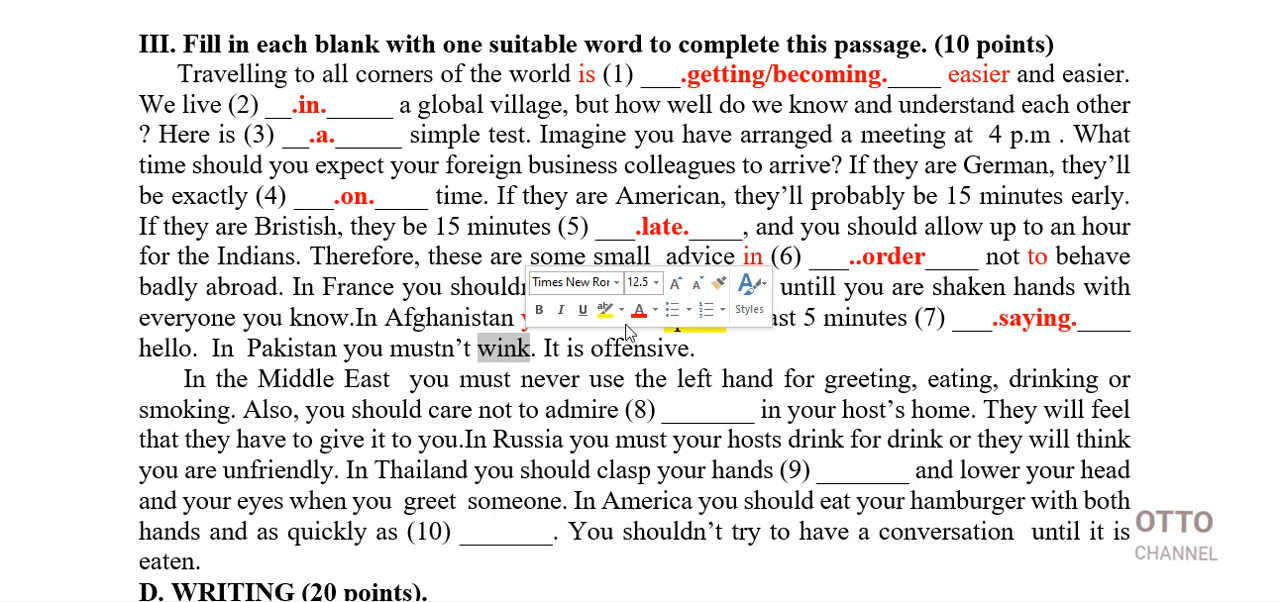 III. Fill in each blank with one suitable word to complete this passage. (10 points)
Travelling to all corners of the world is (1) ___.getting/becoming.____ easier and easier.
We live (2) __.in._____ a global village, but how well do we know and understand each other
? Here is (3) __.a._____ simple test. Imagine you have arranged a meeting at 4 p.m . What
time should you expect your foreign business colleagues to arrive? If they are German, they’ll
be exactly (4) ___.on.____ time. If they are American, they’ll probably be 15 minutes early.
If they are Bristish, they be 15 minutes (5) ___.late.____, and you should allow up to an hour
for the Indians. Therefore, these are some small advice in (6) ___..order____ not to behave
badly abroad. In France you should untill you are shaken hands with
Times New Ror 12.5
B I U Styles
everyone you know.In Afghanistan 5 minutes (7) ___.saying.____
hello. In Pakistan you mustn’t wink. It is offensive.
In the Middle East you must never use the left hand for greeting, eating, drinking or
smoking. Also, you should care not to admire (8) _______ in your host’s home. They will feel
that they have to give it to you.In Russia you must your hosts drink for drink or they will think
you are unfriendly. In Thailand you should clasp your hands (9) _______ and lower your head
and your eyes when you greet someone. In America you should eat your hamburger with both
hands and as quickly as (10) _______. You shouldn’t try to have a conversation until it is
eaten.
OTTO
CHANNEL
D. WRITING (20 points).